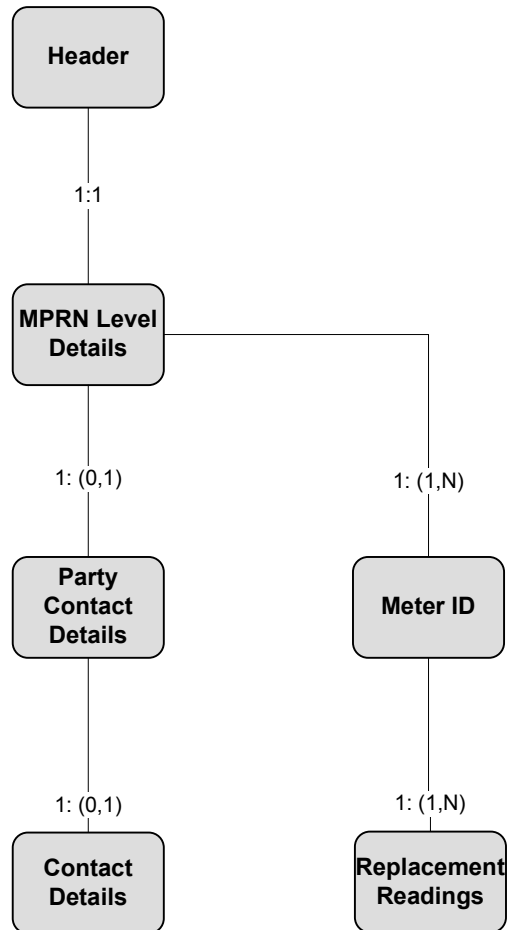 Header
1:1
MPRN Level
Details
1: (0,1)
1: (1,N)
Party
Contact
Details
Meter ID
1: (0,1)
1: (1,N)
Contact
Details
Replacement
Readings